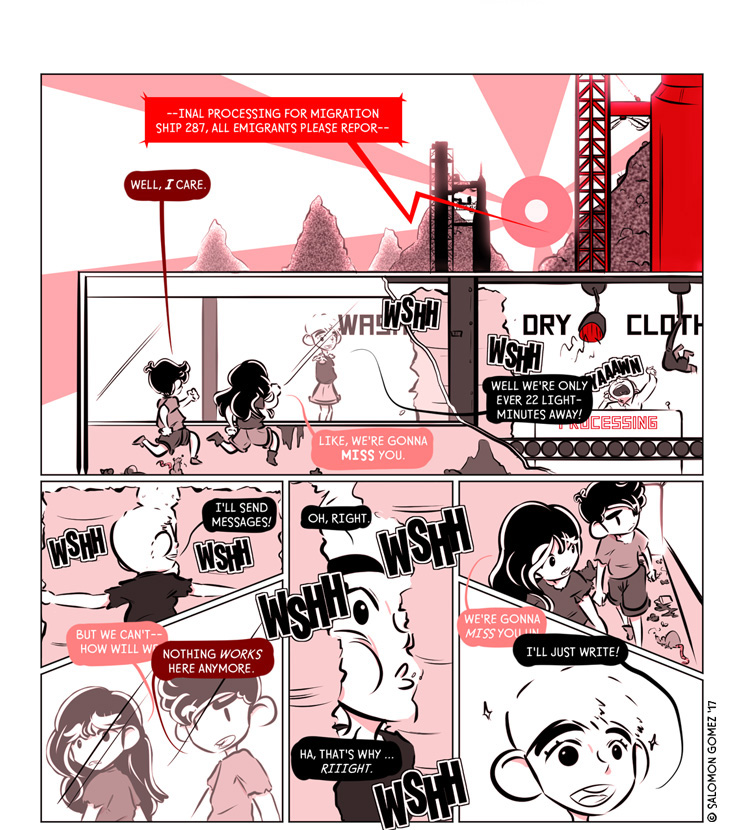 --INAL PROCESSING FOR MIGRATION
SHIP 287, ALL EMIGRANTS PLEASE REPOR--
WELL, I CARE.
WASH
WSHH
DRY
CLOTH
WSHH
YAAAWN
WELL WE'RE ONLY
EVER 22 LIGHT-
MINUTES AWAY!
LIKE, WE'RE GONNA
MISS YOU.
PROCESSING
I'LL SEND
MESSAGES!
WSHH
WSHH
BUT WE CAN'T--
HOW WILL W
NOTHING WORKS
HERE ANYMORE.
OH, RIGHT.
WSHH
WSHH
HA, THAT'S WHY ...
RIIIGHT.
WSHH
WE'RE GONNA
MISS YOU UN
I'LL JUST WRITE!
© SALOMON GOMEZ '17